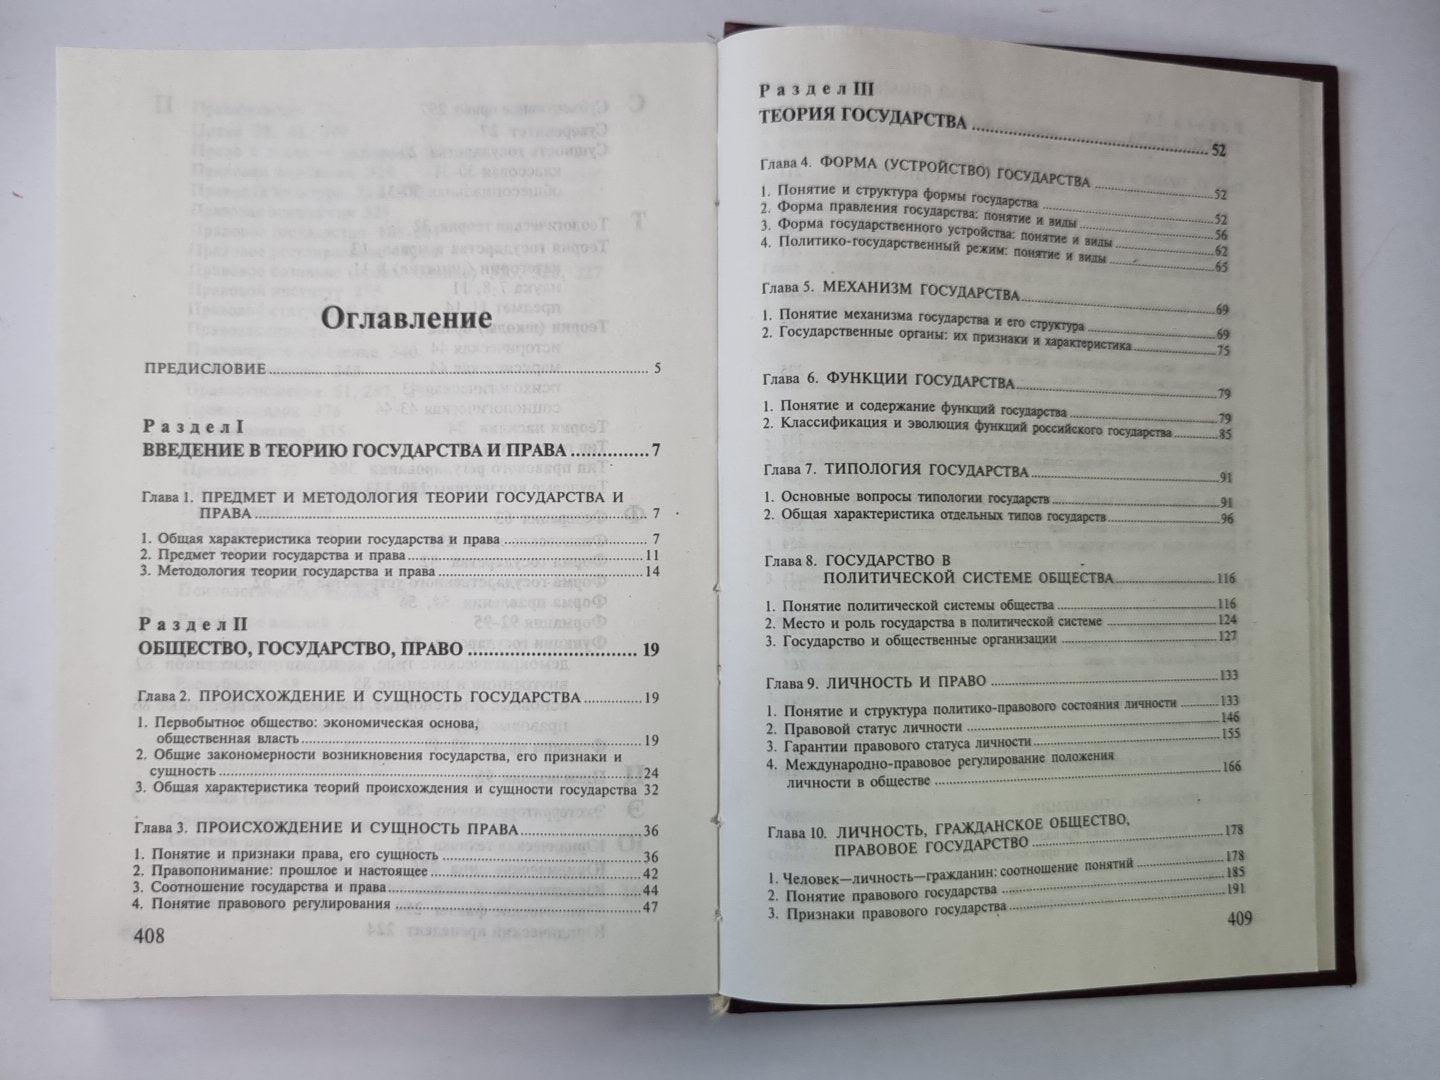 Оглавление
ПРЕДИСЛОВИЕ 5
Раздел I
ВВЕДЕНИЕ В ТЕОРИЮ ГОСУДАРСТВА И ПРАВА 7
Глава 1. ПРЕДМЕТ И МЕТОДОЛОГИЯ ТЕОРИИ ГОСУДАРСТВА И
ПРАВА 7
1. Общая характеристика теории государства и права 7
2. Предмет теории государства и права 11
3. Методология теории государства и права 14
Раздел II
ОБЩЕСТВО, ГОСУДАРСТВО, ПРАВО 19
Глава 2. ПРОИСХОЖДЕНИЕ И СУЩНОСТЬ ГОСУДАРСТВА 19
1. Первобытное общество: экономическая основа,
общественная власть 19
2. Общие закономерности возникновения государства, его признаки и
сущность 24
3. Общая характеристика теорий происхождения и сущности государства 32
Глава 3. ПРОИСХОЖДЕНИЕ И СУЩНОСТЬ ПРАВА 36
1. Понятие и признаки права, его сущность 36
2. Правопонимание: прошлое и настоящее 42
3. Соотношение государства и права 44
4. Понятие правового регулирования 47
408
Раздел III
ТЕОРИЯ ГОСУДАРСТВА 52
Глава 4. ФОРМА (УСТРОЙСТВО) ГОСУДАРСТВА 52
1. Понятие и структура формы государства 52
2. Форма правления государства: понятие и виды 56
3. Форма государственного устройства: понятие и виды 62
4. Политико-государственный режим: понятие и виды 65
Глава 5. МЕХАНИЗМ ГОСУДАРСТВА 69
1. Понятие механизма государства и его структура 69
2. Государственные органы: их признаки и характеристика 75
Глава 6. ФУНКЦИИ ГОСУДАРСТВА 79
1. Понятие и содержание функций государства 79
2. Классификация и эволюция функций российского государства 85
Глава 7. ТИПОЛОГИЯ ГОСУДАРСТВА 91
1. Основные вопросы типологии государств 91
2. Общая характеристика отдельных типов государств 96
Глава 8. ГОСУДАРСТВО В
ПОЛИТИЧЕСКОЙ СИСТЕМЕ ОБЩЕСТВА 116
1. Понятие политической системы общества 116
2. Место и роль государства в политической системе 124
3. Государство и общественные организации 127
Глава 9. ЛИЧНОСТЬ И ПРАВО 133
1. Понятие и структура политико-правового состояния личности 133
2. Правовой статус личности 146
3. Гарантии правового статуса личности 155
4. Международно-правовое регулирование положения
личности в обществе 166
Глава 10. ЛИЧНОСТЬ, ГРАЖДАНСКОЕ ОБЩЕСТВО,
ПРАВОВОЕ ГОСУДАРСТВО 178
1. Человек—личность—гражданин: соотношение понятий 178
2. Понятие правового государства 185
3. Признаки правового государства 191
409